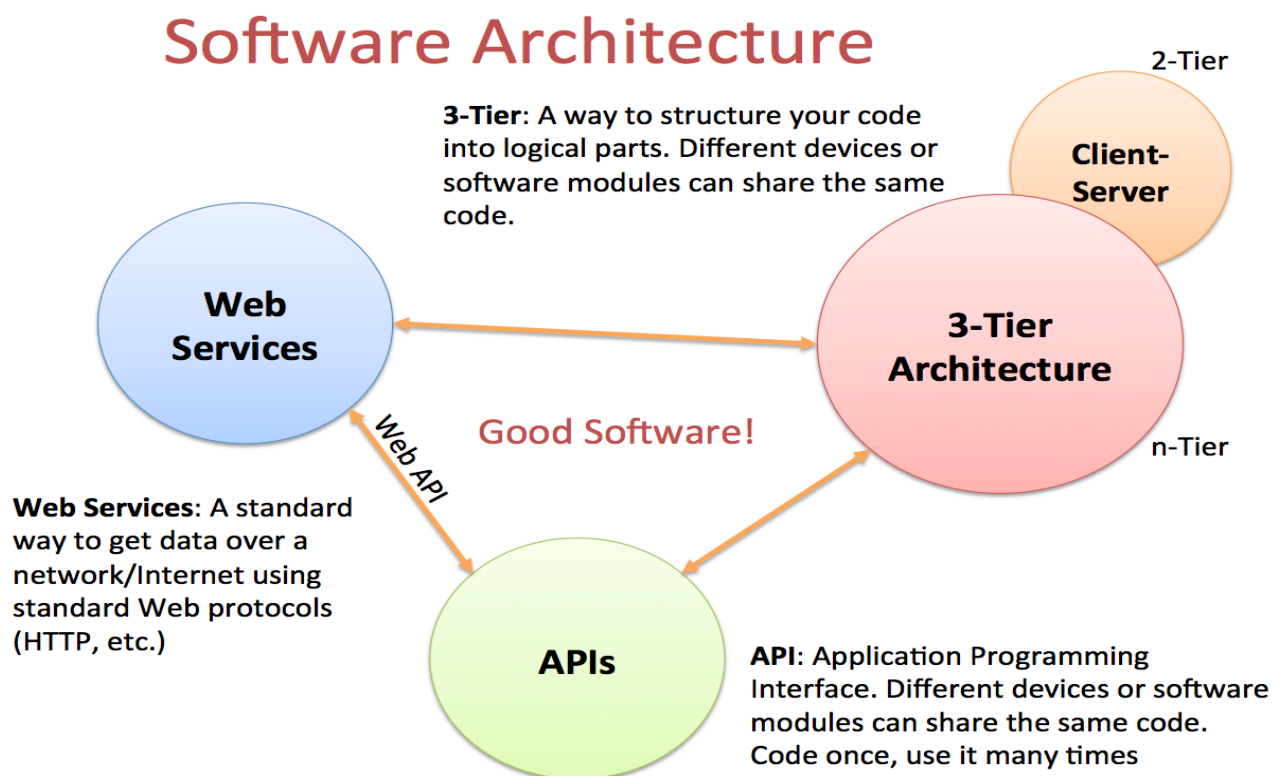 Software Architecture
2-Tier
3-Tier: A way to structure your code
into logical parts. Different devices or
software modules can share the same
code.
Client-
Server
Web
Services
3-Tier
Architecture
Good Software!
Web API
n-Tier
Web Services: A standard
way to get data over a
network/Internet using
standard Web protocols
(HTTP, etc.)
APIs
API: Application Programming
Interface. Different devices or software
modules can share the same code.
Code once, use it many times